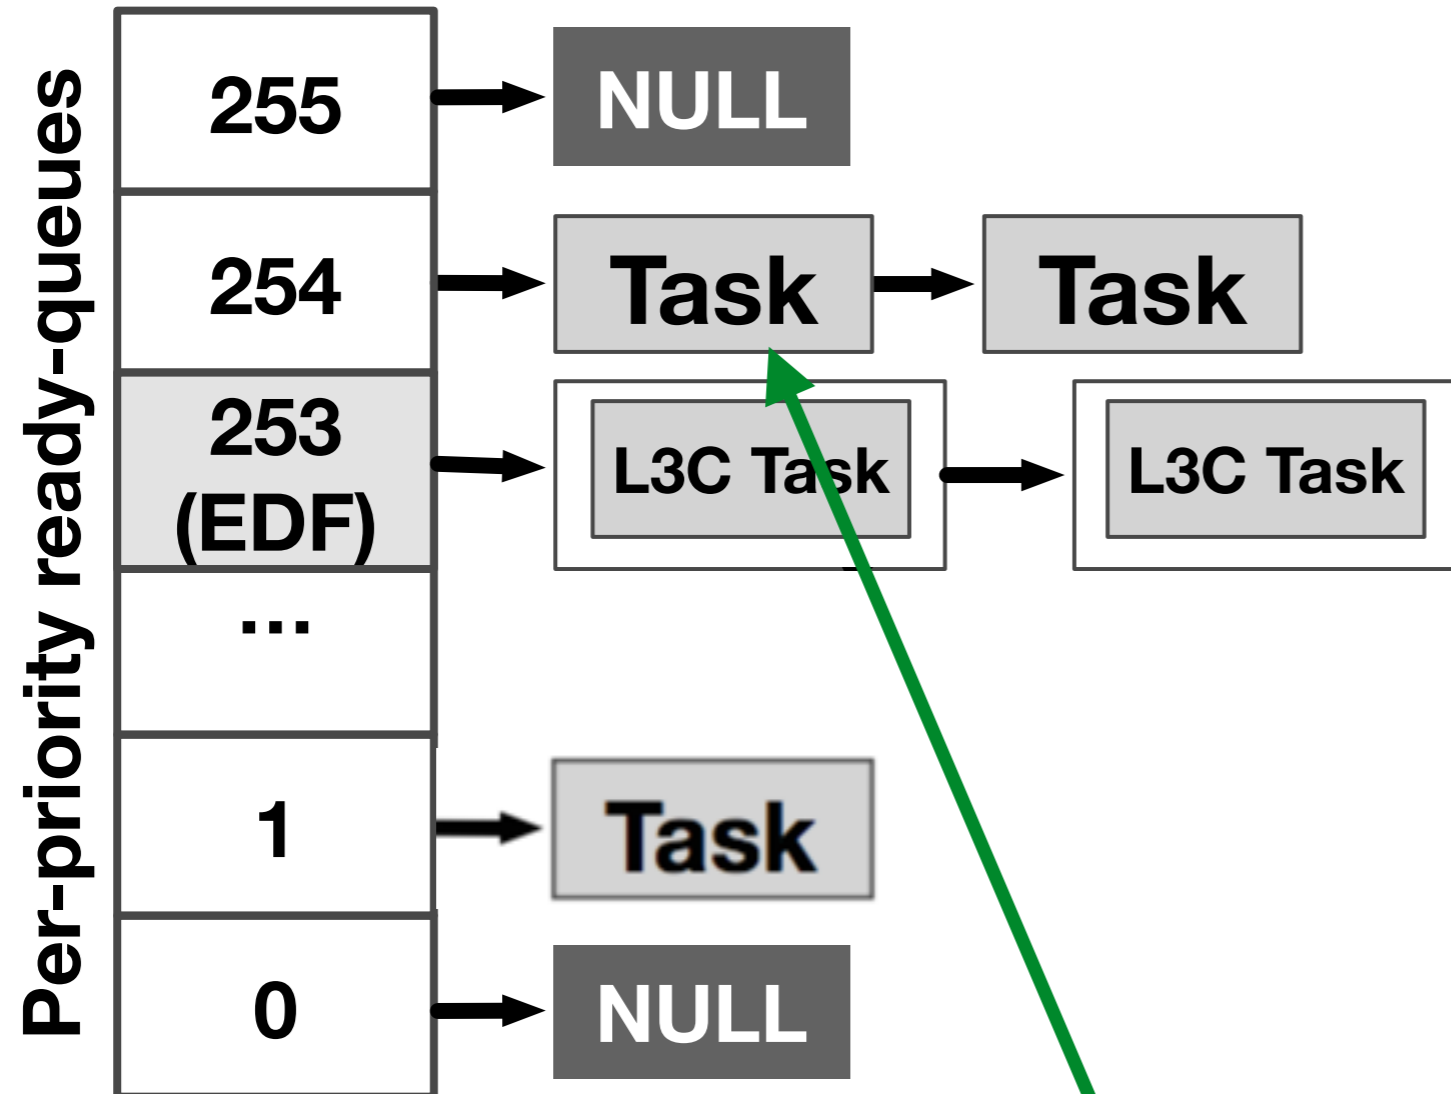 Per-priority ready-queues
255
NULL
254
Task
Task
253
(EDF)
L3C Task
L3C Task
...
1
Task
0
NULL